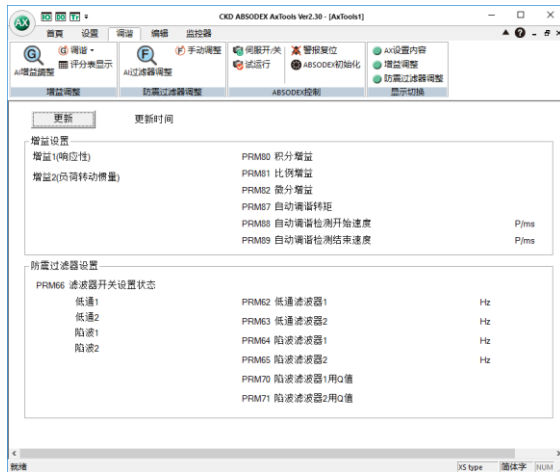 AX IO DO Tr CKD ABSODEX AxTools Ver2.30 - [AxTools1]
首頁 设置 调谐 编辑 监控器
G AI增益調整
G 调谐
评分表显示
增益调整
F AI过滤器调整
F 手动调整
防震过滤器调整
伺服开/关
试运行
警报复位
ABSODEX初始化
ABSODEX控制
AX设置内容
增益调整
防震过滤器调整
显示切换
更新 更新时间
增益设置
增益1(响应性)
增益2(负荷转动惯量)
PRM80 积分增益
PRM81 比例增益
PRM82 微分增益
PRM87 自动调谐转矩
PRM88 自动调谐检测开始速度 P/ms
PRM89 自动调谐检测结束速度 P/ms
防震过滤器设置
PRM66 滤波器开关设置状态
低通1
低通2
陷波1
陷波2
PRM62 低通滤波器1 Hz
PRM63 低通滤波器2 Hz
PRM64 陷波滤波器1 Hz
PRM65 陷波滤波器2 Hz
PRM70 陷波滤波器1用Q值
PRM71 陷波滤波器2用Q值
就绪 XS type 简体字 NUM